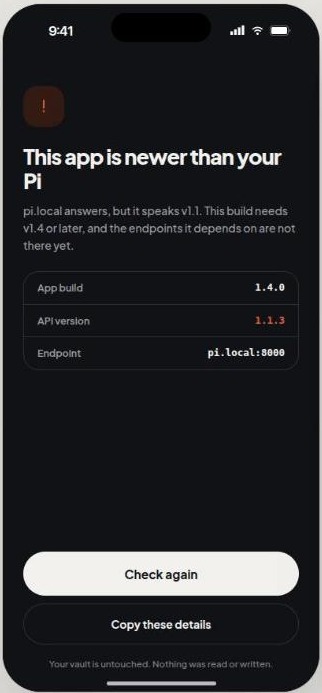 9:41
!
This app is newer than your
Pi
pi.local answers, but it speaks v1.1. This build needs
v1.4 or later, and the endpoints it depends on are not
there yet.
App build 1.4.0
API version 1.1.3
Endpoint pi.local:8000
Check again
Copy these details
Your vault is untouched. Nothing was read or written.